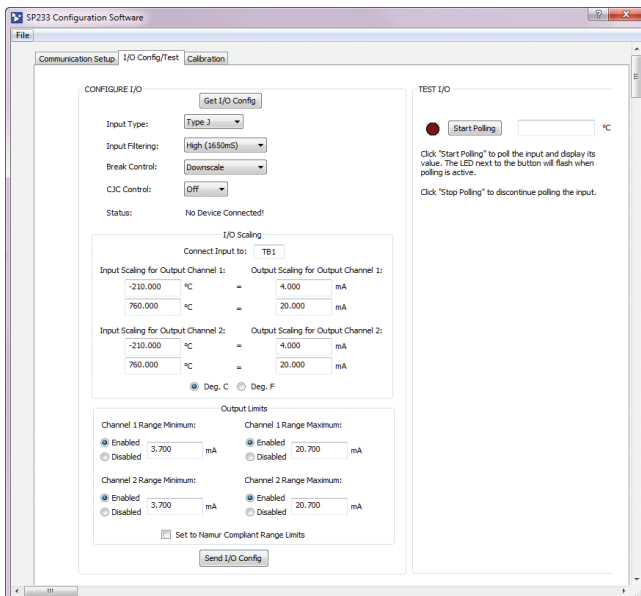 SP233 Configuration Software
File
Communication Setup I/O Config/Test Calibration
CONFIGURE I/O
Get I/O Config
Input Type: Type J
Input Filtering: High (1650mS)
Break Control: Downscale
CJC Control: Off
Status: No Device Connected!
I/O Scaling
Connect Input to: TB1
Input Scaling for Output Channel 1: Output Scaling for Output Channel 1:
-210.000 °C = 4.000 mA
760.000 °C = 20.000 mA
Input Scaling for Output Channel 2: Output Scaling for Output Channel 2:
-210.000 °C = 4.000 mA
760.000 °C = 20.000 mA
Deg. C Deg. F
Output Limits
Channel 1 Range Minimum: Channel 1 Range Maximum:
Enabled 3.700 mA Enabled 20.700 mA
Disabled Disabled
Channel 2 Range Minimum: Channel 2 Range Maximum:
Enabled 3.700 mA Enabled 20.700 mA
Disabled Disabled
Set to Namur Compliant Range Limits
Send I/O Config
TEST I/O
Start Polling °C
Click "Start Polling" to poll the input and display its
value. The LED next to the button will flash when
polling is active.
Click "Stop Polling" to discontinue polling the input.